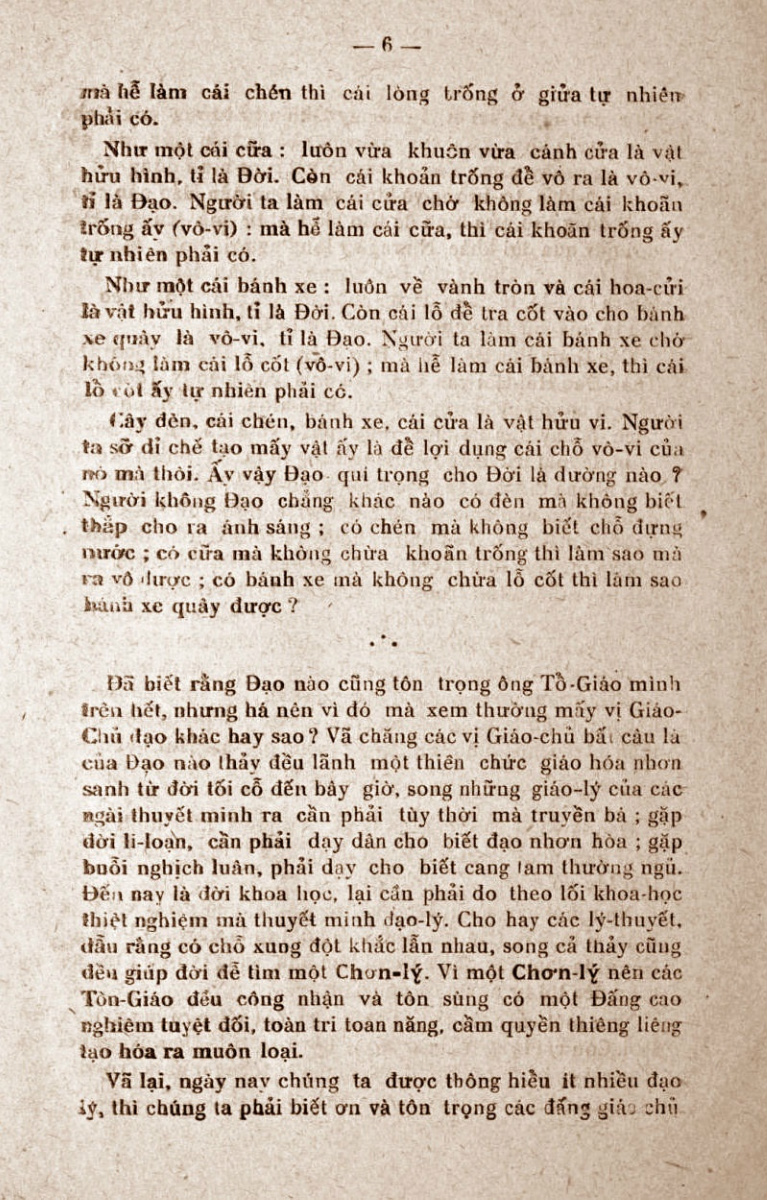 — 6 —
mà hễ làm cái chén thì cái lòng trống ở giữa tự nhiên
phải có.
Như một cái cữa : luôn vừa khuôn vừa cánh cửa là vật
hửu hình, tỉ là Đời. Còn cái khoản trống để vô ra là vô-vi,
tỉ là Đạo. Người ta làm cái cửa chớ không làm cái khoãn
trống ấy (vô-vi) : mà hể làm cái cữa, thì cái khoãn trống ấy
tự nhiên phải có.
Như một cái bánh xe : luôn về vành tròn và cái hoa-cửi
là vật hửu hình, tỉ là Đời. Còn cái lỗ để tra cốt vào cho bánh
xe quày là vô-vi, tỉ là Đạo. Người ta làm cái bánh xe chớ
không làm cái lỗ cốt (vô-vi) ; mà hể làm cái bánh xe, thì cái
lỗ cốt ấy tự nhiên phải có.
Cây đèn, cái chén, bánh xe, cái cửa là vật hửu vi. Người
ta sỡ dỉ chế tạo mấy vật ấy là để lợi dụng cái chỗ vô-vi của
nó mà thôi. Ấy vậy Đạo qui trọng cho Đời là dường nào ?
Người không Đạo chẳng khác nào có đèn mà không biết
thắp cho ra ánh sáng ; có chén mà không biết chỗ đựng
nước ; có cữa mà không chừa khoãn trống thì làm sao mà
ra vô được ; có bánh xe mà không chừa lỗ cốt thì làm sao
bánh xe quày được ?
.·.
Đã biết rằng Đạo nào cũng tôn trọng ông Tổ-Giáo mình
trên hết, nhưng há nên vì đó mà xem thường mấy vị Giáo-
Chủ đạo khác hay sao ? Vã chăng các vị Giáo-chủ bất câu là
của Đạo nào thảy đều lãnh một thiên chức giáo hóa nhơn
sanh từ đời tối cỗ đến bây giờ, song những giáo-lý của các
ngài thuyết minh ra cần phải tùy thời mà truyền bá ; gặp
đời li-loạn, cần phải dạy dân cho biết đạo nhơn hòa ; gặp
buổi nghịch luân, phải dạy cho biết cang tam thường ngủ.
Đến nay là đời khoa học, lại cần phải do theo lối khoa-học
thiệt nghiệm mà thuyết minh đạo-lý. Cho hay các lý-thuyết,
dẫu rằng có chỗ xung đột khắc lẫn nhau, song cả thảy cũng
đều giúp đời để tìm một Chơn-lý. Vì một Chơn-lý nên các
Tôn-Giáo đều công nhận và tôn sùng có một Đấng cao
nghiêm tuyệt đối, toàn tri toan năng, cầm quyền thiêng liêng
tạo hóa ra muôn loại.
Vã lại, ngày nay chúng ta được thông hiểu ít nhiều đạo
lý, thì chúng ta phải biết ơn và tôn trọng các đấng giáo chủ